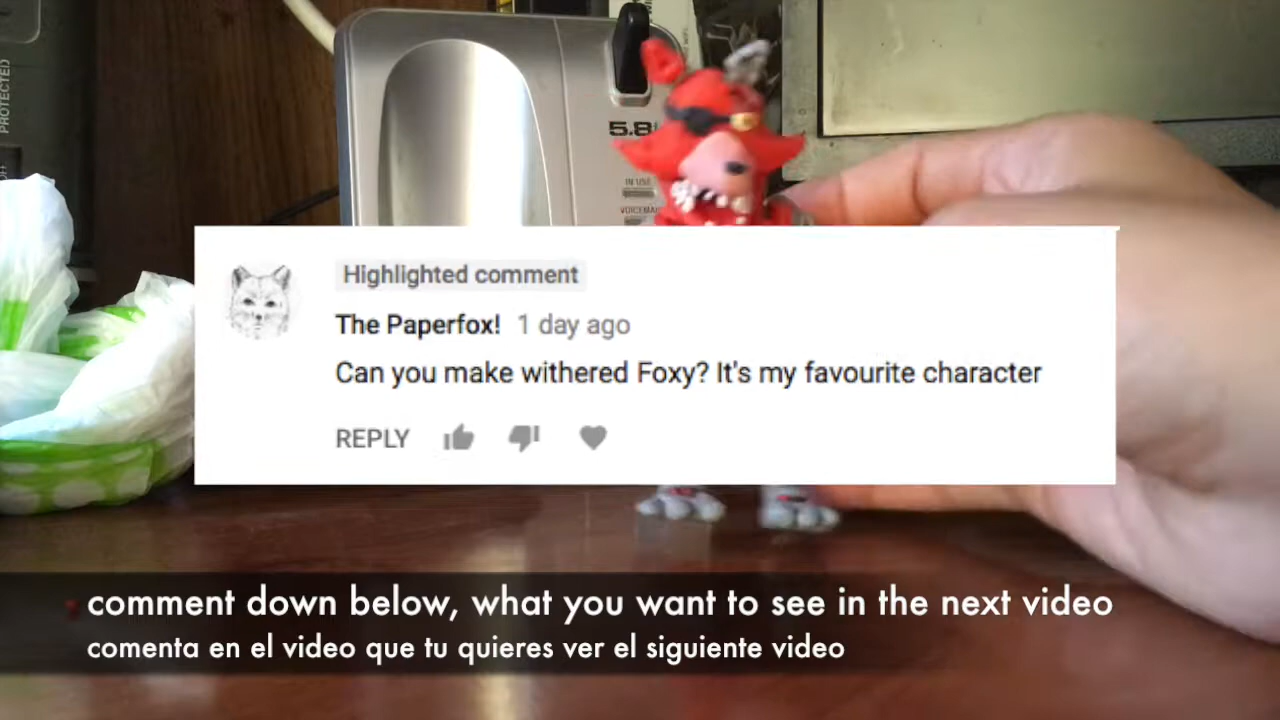 PROTECTED
5.8
IN USE
Highlighted comment
The Paperfox! 1 day ago
Can you make withered Foxy? It's my favourite character
REPLY
comment down below, what you want to see in the next video
comenta en el video que tu quieres ver el siguiente video